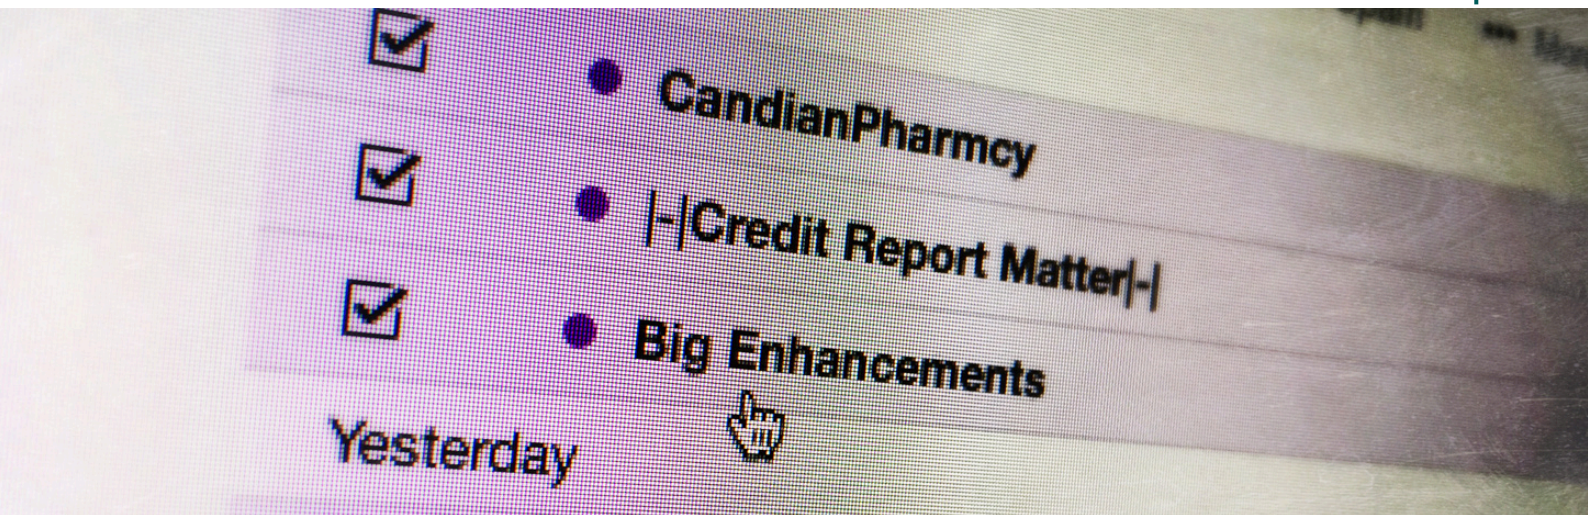 CandianPharmcy
|-|Credit Report Matter|-|
Big Enhancements
Yesterday